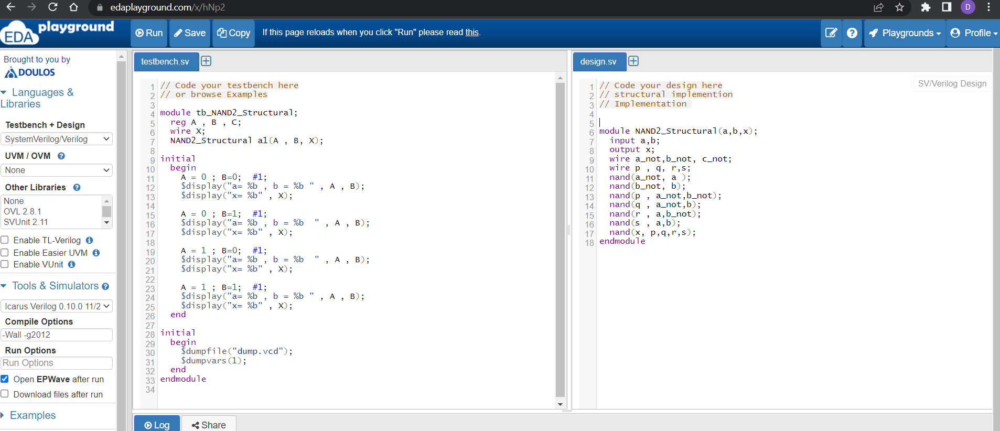 edaplayground.com/x/hNp2
D
EDA playground
Run
Save
Copy
If this page reloads when you click "Run" please read this.
Playgrounds
Profile
Brought to you by
DOULOS
Languages &
Libraries
Testbench + Design
SystemVerilog/Verilog
UVM / OVM
None
Other Libraries
None
OVL 2.8.1
SVUnit 2.11
Enable TL-Verilog
Enable Easier UVM
Enable VUnit
Tools & Simulators
Icarus Verilog 0.10.0 11/2
Compile Options
-Wall -g2012
Run Options
Run Options
Open EPWave after run
Download files after run
Examples
testbench.sv
1 // Code your testbench here
2 // or browse Examples
3
4 module tb_NAND2_Structural;
5 reg A , B , C;
6 wire X;
7 NAND2_Structural a1(A , B, X);
8
9 initial
10 begin
11 A = 0 ; B=0; #1;
12 $display("a= %b , b = %b " , A , B);
13 $display("x= %b" , X);
14
15 A = 0 ; B=1; #1;
16 $display("a= %b , b = %b  " , A , B);
17 $display("x= %b" , X);
18
19 A = 1 ; B=0; #1;
20 $display("a= %b , b = %b  " , A , B);
21 $display("x= %b" , X);
22
23 A = 1 ; B=1; #1;
24 $display("a= %b , b = %b " , A , B);
25 $display("x= %b" , X);
26 end
27
28 initial
29 begin
30 $dumpfile("dump.vcd");
31 $dumpvars(1);
32 end
33 endmodule
34
design.sv
SV/Verilog Design
1 // Code your design here
2 // structural implemention
3 // Implementation
4
5
6 module NAND2_Structural(a,b,x);
7 input a,b;
8 output x;
9 wire a_not,b_not, c_not;
10 wire p , q, r,s;
11 nand(a_not, a );
12 nand(b_not, b);
13 nand(p , a_not,b_not);
14 nand(q , a_not,b);
15 nand(r , a,b_not);
16 nand(s , a,b);
17 nand(x, p,q,r,s);
18 endmodule
Log
Share